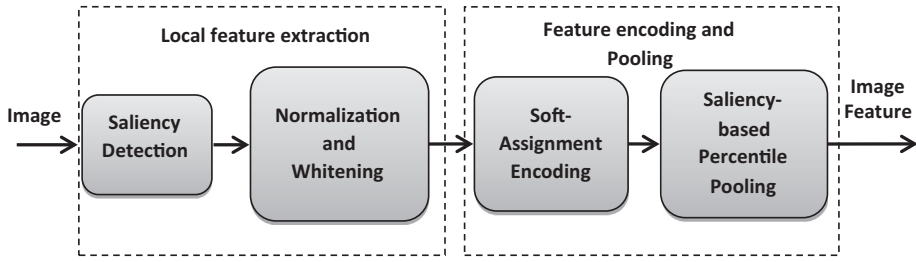 Local feature extraction
Feature encoding and
Pooling
Image
Saliency
Detection
Normalization
and
Whitening
Soft-
Assignment
Encoding
Saliency-
based
Percentile
Pooling
Image
Feature